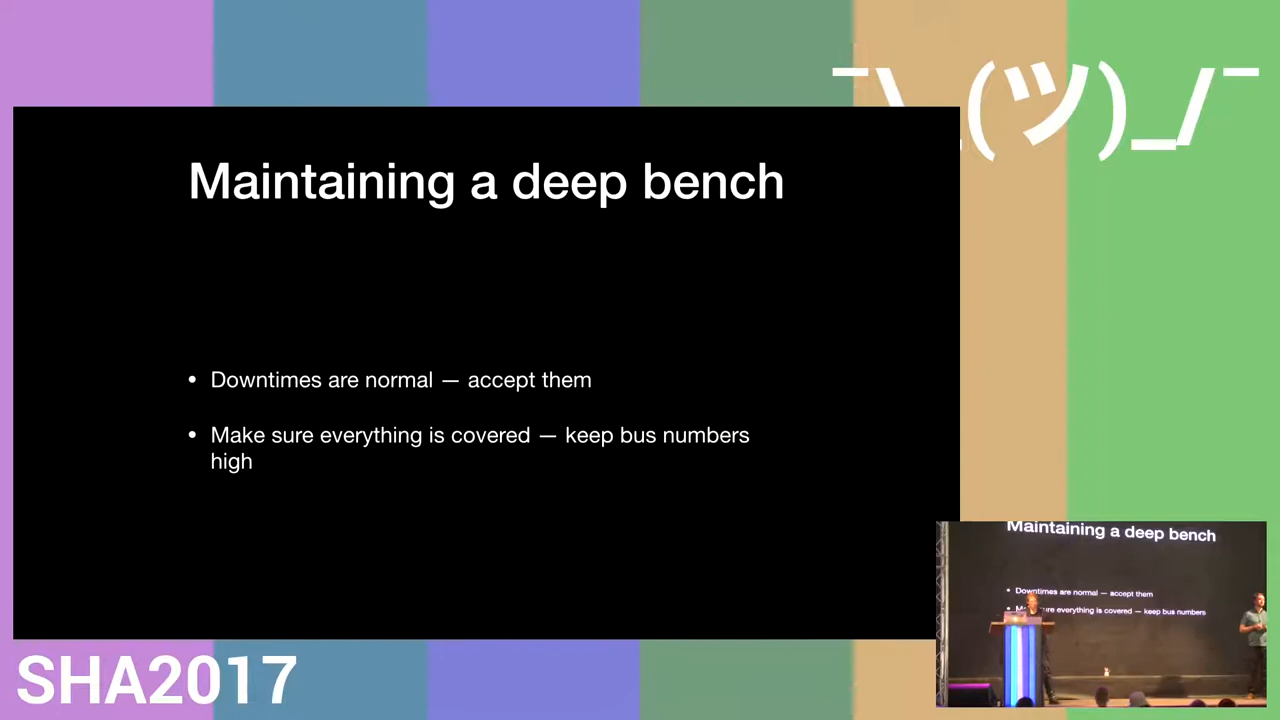 ¯\_(ツ)_/¯
Maintaining a deep bench
• Downtimes are normal — accept them
• Make sure everything is covered — keep bus numbers
high
SHA2017
Maintaining a deep bench
• Downtimes are normal — accept them
• sure everything is covered — keep bus numbers